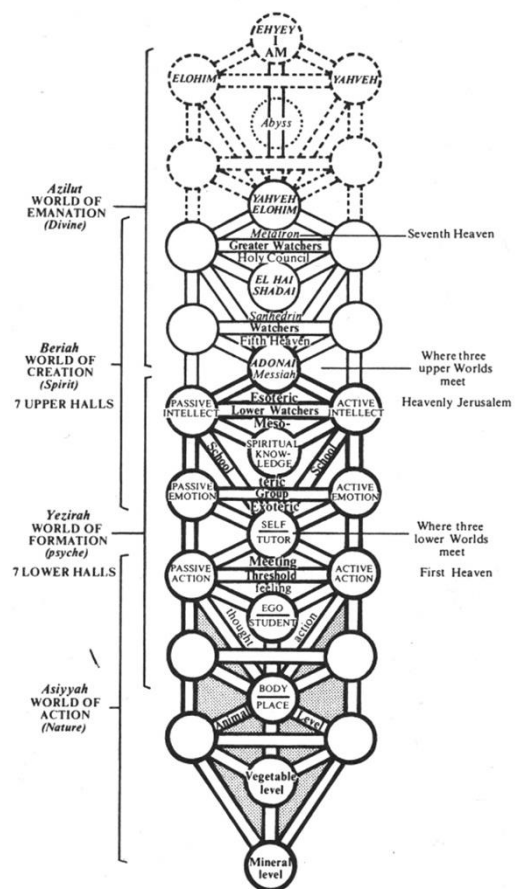 EHYEY
I
AM
ELOHIM
YAHVEH
Abyss
Azilut
WORLD OF
EMANATION
(Divine)
YAHVEH
ELOHIM
Metatron
Greater Watchers
Holy Council
Seventh Heaven
EL HAI
SHADAI
Sanhedrin
Watchers
Fifth Heaven
Beriah
WORLD OF
CREATION
(Spirit)
7 UPPER HALLS
ADONAI
Messiah
Where three
upper Worlds
meet
Heavenly Jerusalem
PASSIVE
INTELLECT
Esoteric
Lower Watchers
Meso-
ACTIVE
INTELLECT
SPIRITUAL
KNOW-
LEDGE
School
School
PASSIVE
EMOTION
teric
Group
Exoteric
ACTIVE
EMOTION
Yezirah
WORLD OF
FORMATION
(psyche)
7 LOWER HALLS
SELF
TUTOR
Where three
lower Worlds
meet
First Heaven
PASSIVE
ACTION
Meeting
Threshold
feeling
ACTIVE
ACTION
thought
EGO
STUDENT
action
Asiyyah
WORLD OF
ACTION
(Nature)
BODY
PLACE
Animal
Level
Vegetable
level
Mineral
level